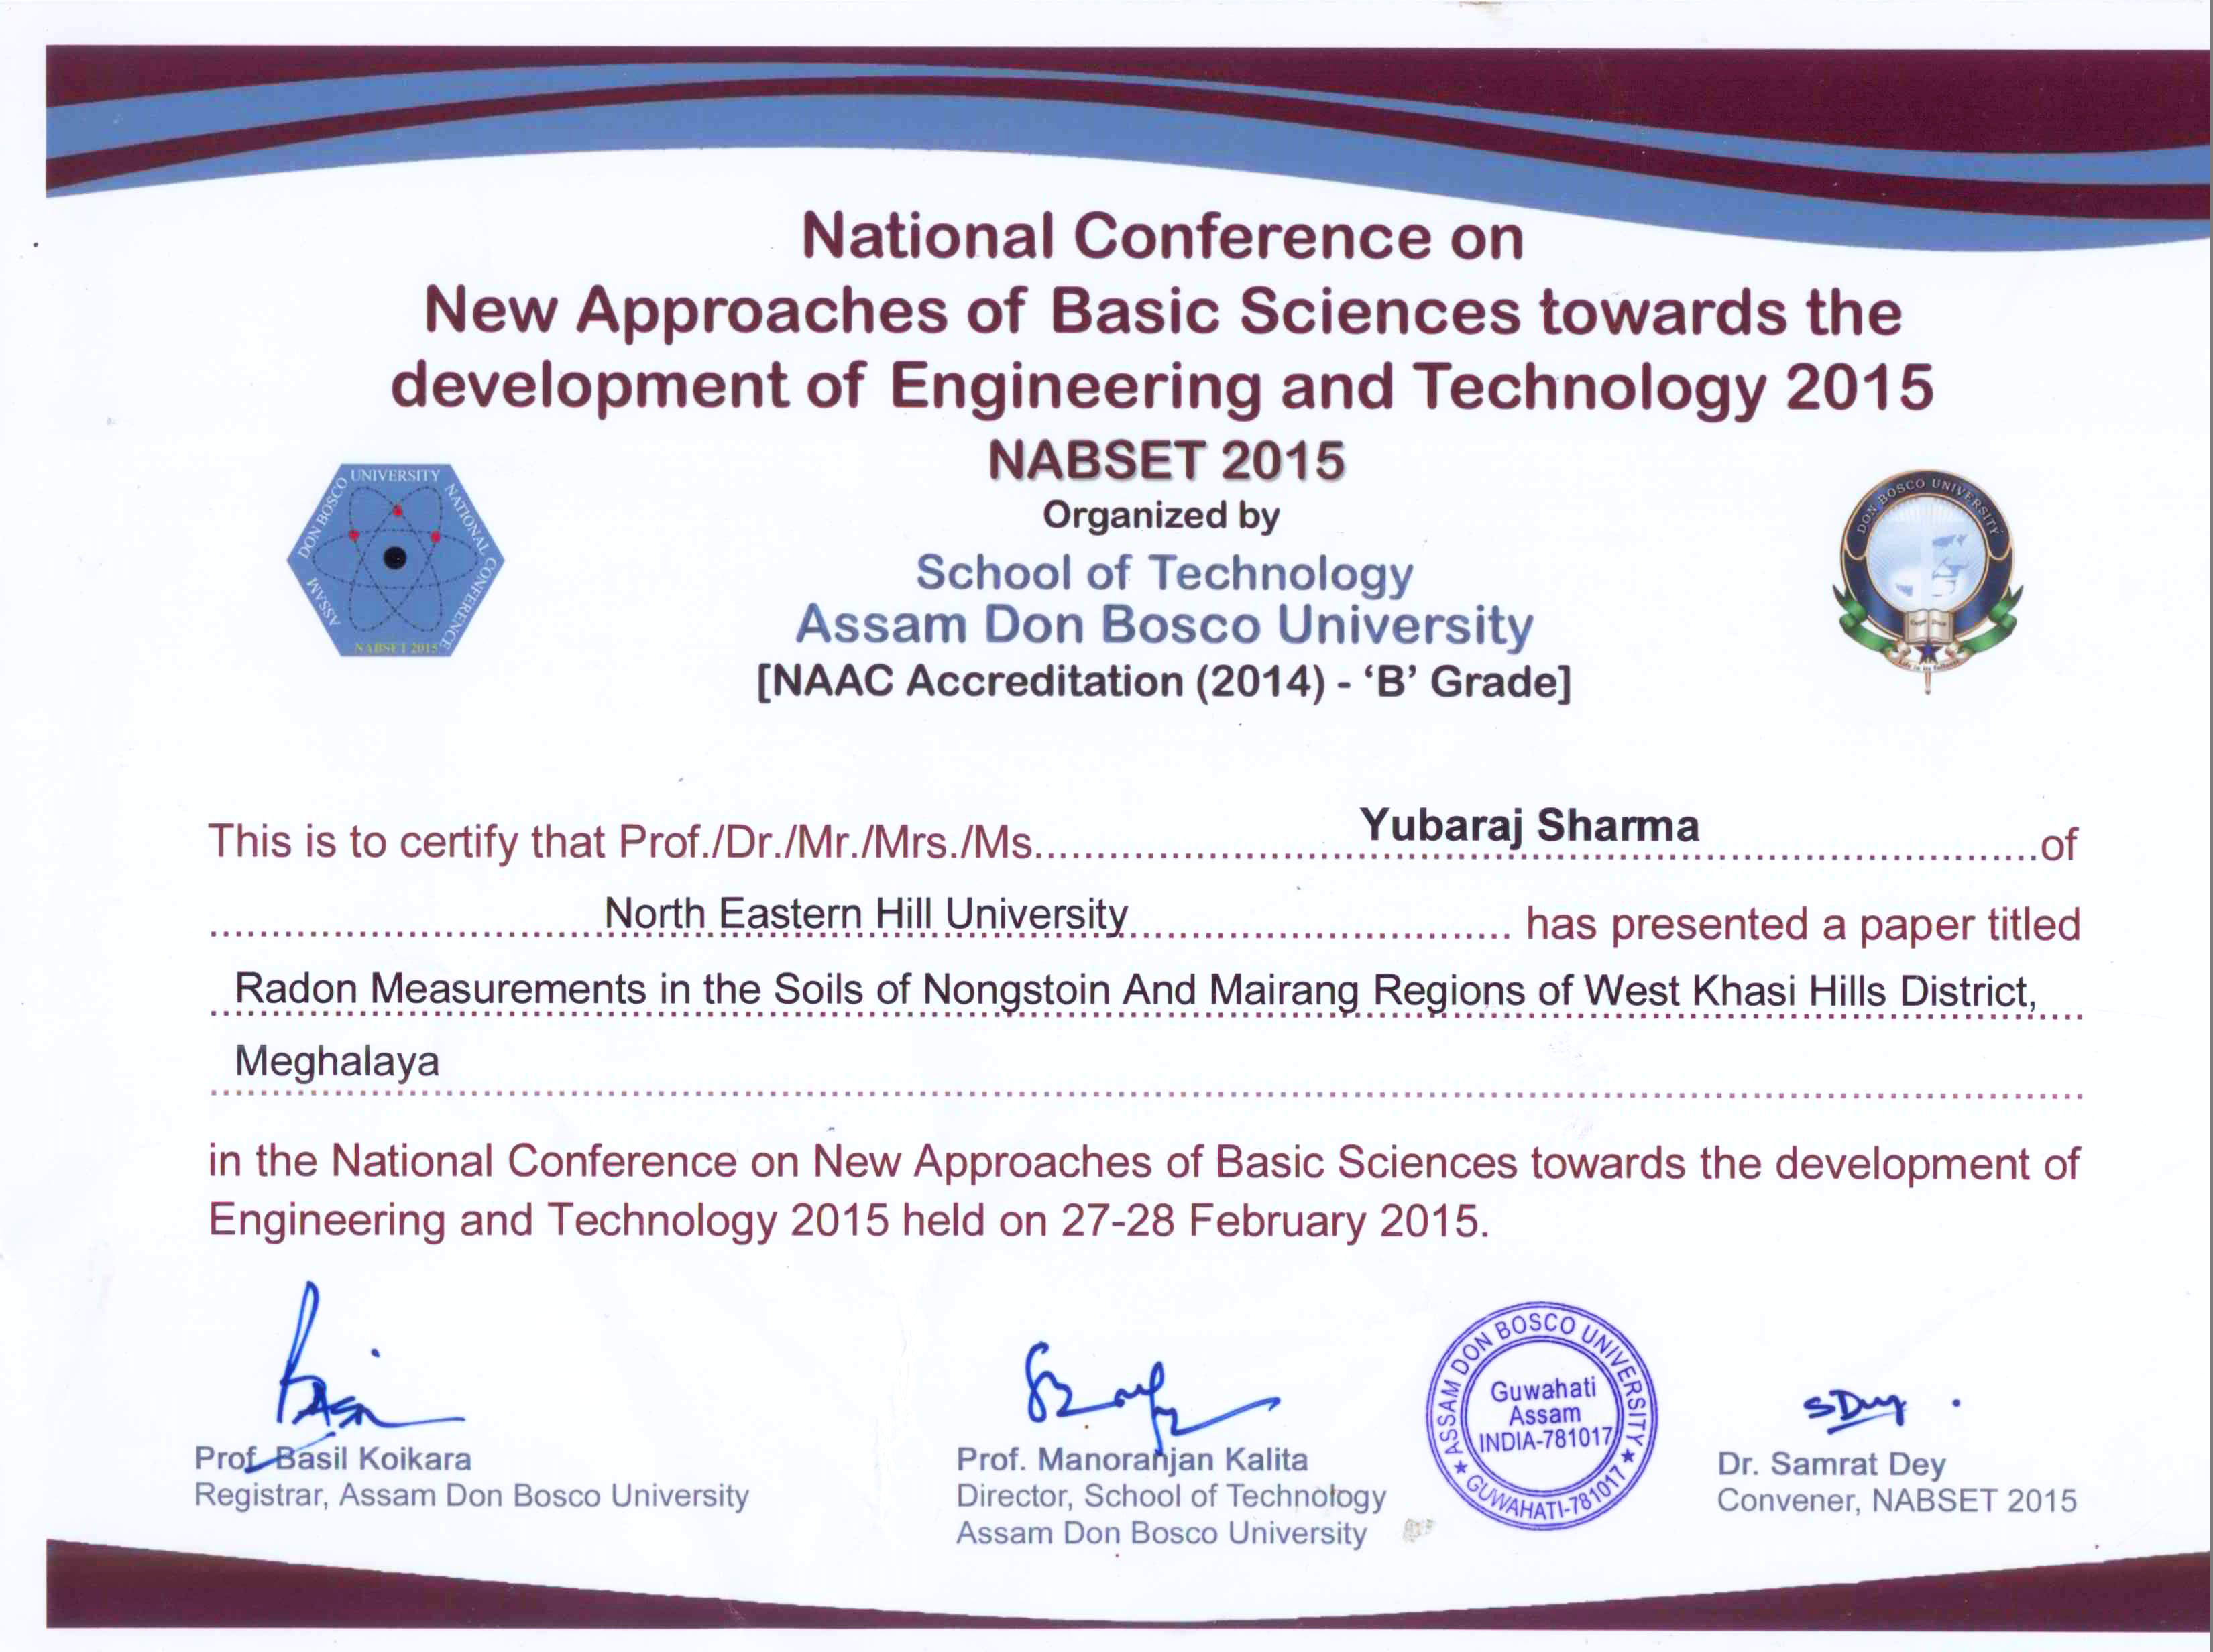 National Conference on
New Approaches of Basic Sciences towards the
development of Engineering and Technology 2015
NABSET 2015
Organized by
School of Technology
Assam Don Bosco University
[NAAC Accreditation (2014) - ‘B’ Grade]
ASSAM DON BOSCO UNIVERSITY NATIONAL CONFERENCE
NABSET 2015
DON BOSCO UNIVERSITY
This is to certify that Prof./Dr./Mr./Mrs./Ms. Yubaraj Sharma of
North Eastern Hill University has presented a paper titled
Radon Measurements in the Soils of Nongstoin And Mairang Regions of West Khasi Hills District,
Meghalaya
in the National Conference on New Approaches of Basic Sciences towards the development of
Engineering and Technology 2015 held on 27-28 February 2015.
Prof. Basil Koikara
Registrar, Assam Don Bosco University
Prof. Manoranjan Kalita
Director, School of Technology
Assam Don Bosco University
ASSAM DON BOSCO UNIVERSITY
Guwahati
Assam
INDIA-781017
GUWAHATI-781017
SDey
Dr. Samrat Dey
Convener, NABSET 2015